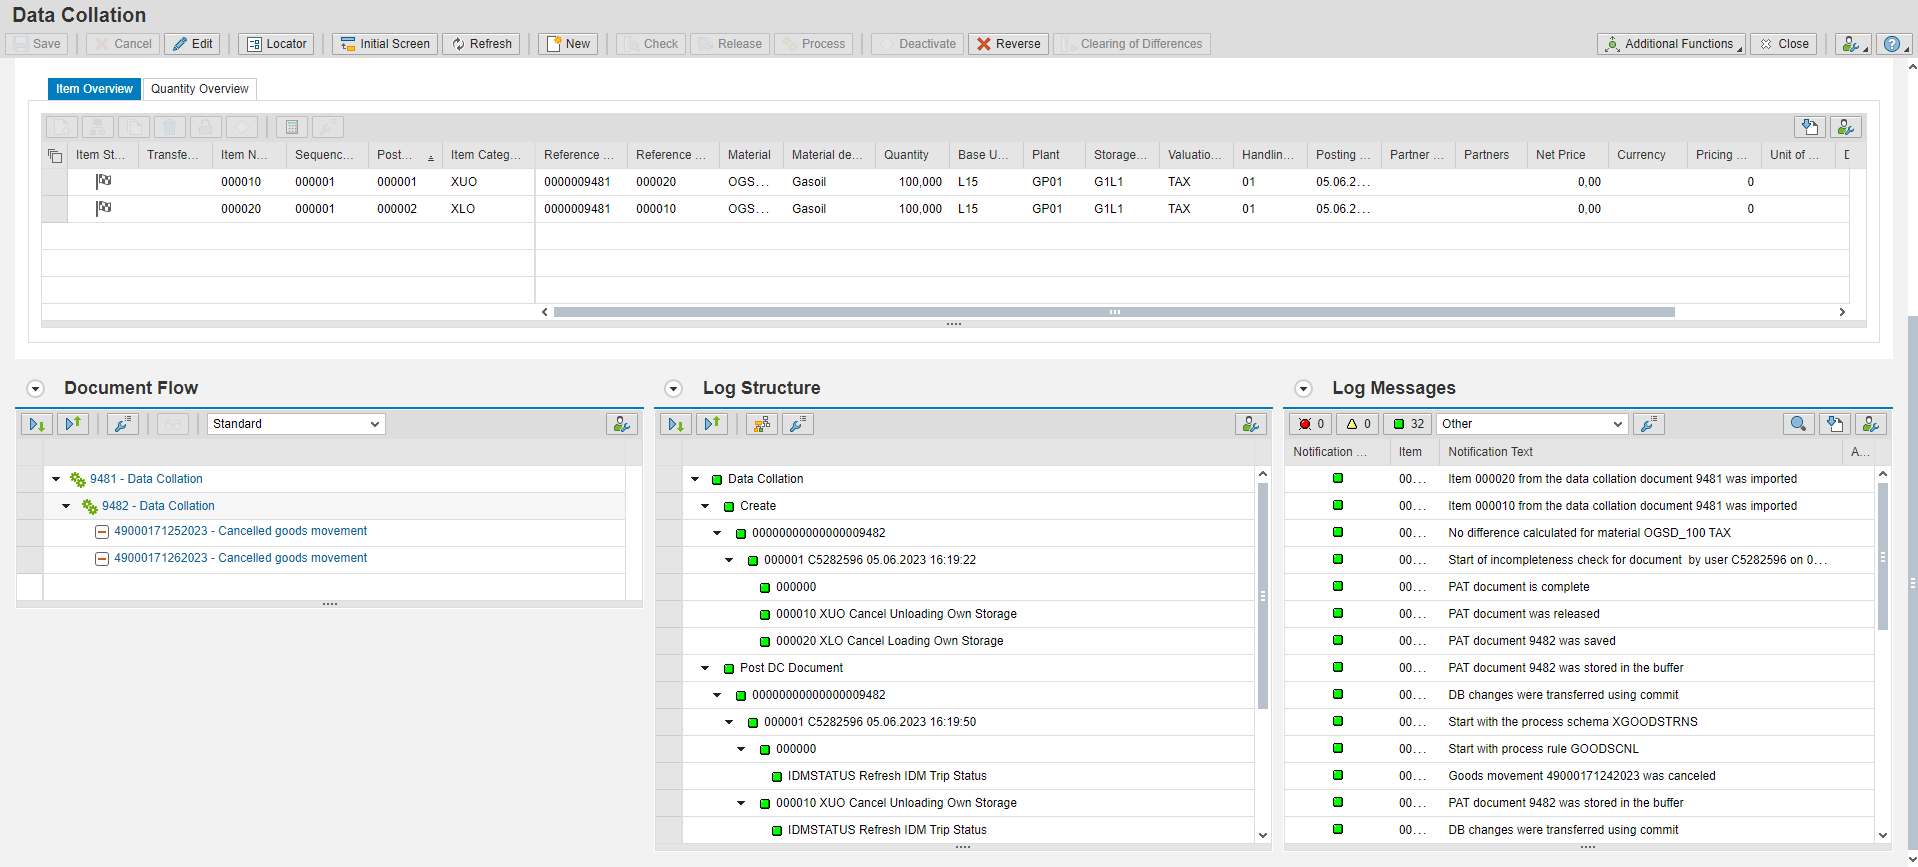 Data Collation
Save Cancel Edit Locator Initial Screen Refresh New Check Release Process Deactivate Reverse Clearing of Differences Additional Functions Close
Item Overview Quantity Overview
Item St... Transfe... Item N... Sequenc... Post... Item Categ... Reference ... Reference ... Material Material de... Quantity Base U... Plant Storage... Valuatio... Handlin... Posting ... Partner ... Partners Net Price Currency Pricing ... Unit of ... D
000010 000001 000001 XUO 0000009481 000020 OGS... Gasoil 100,000 L15 GP01 G1L1 TAX 01 05.06.2... 0,00 0
000020 000001 000002 XLO 0000009481 000010 OGS... Gasoil 100,000 L15 GP01 G1L1 TAX 01 05.06.2... 0,00 0
Document Flow
Standard
9481 - Data Collation
9482 - Data Collation
49000171252023 - Cancelled goods movement
49000171262023 - Cancelled goods movement
Log Structure
Data Collation
Create
00000000000000009482
000001 C5282596 05.06.2023 16:19:22
000000
000010 XUO Cancel Unloading Own Storage
000020 XLO Cancel Loading Own Storage
Post DC Document
00000000000000009482
000001 C5282596 05.06.2023 16:19:50
000000
IDMSTATUS Refresh IDM Trip Status
000010 XUO Cancel Unloading Own Storage
IDMSTATUS Refresh IDM Trip Status
Log Messages
0 0 32 Other
Notification ... Item Notification Text A...
00... Item 000020 from the data collation document 9481 was imported
00... Item 000010 from the data collation document 9481 was imported
00... No difference calculated for material OGSD_100 TAX
00... Start of incompleteness check for document by user C5282596 on 0...
00... PAT document is complete
00... PAT document was released
00... PAT document 9482 was saved
00... PAT document 9482 was stored in the buffer
00... DB changes were transferred using commit
00... Start with the process schema XGOODSTRNS
00... Start with process rule GOODSCNL
00... Goods movement 49000171242023 was canceled
00... PAT document 9482 was stored in the buffer
00... DB changes were transferred using commit